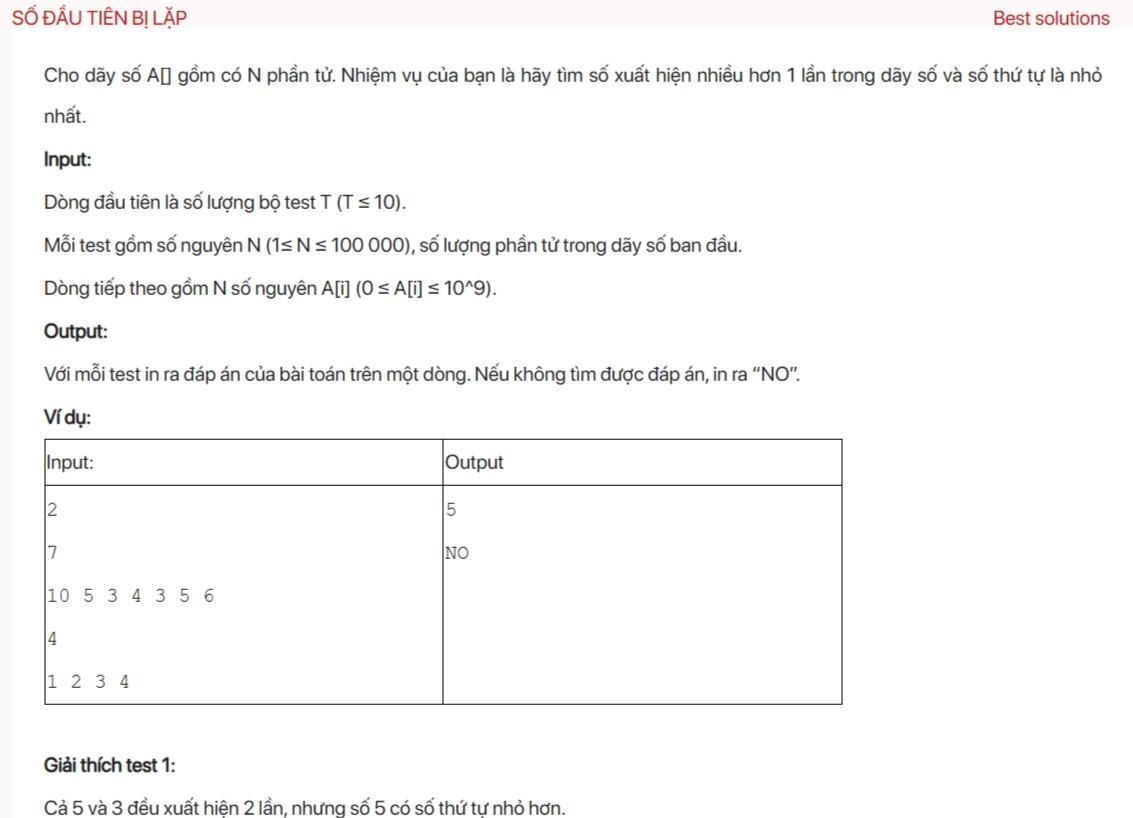 SỐ ĐẦU TIÊN BỊ LẶP
Best solutions
Cho dãy số A[] gồm có N phần tử. Nhiệm vụ của bạn là hãy tìm số xuất hiện nhiều hơn 1 lần trong dãy số và số thứ tự là nhỏ
nhất.
Input:
Dòng đầu tiên là số lượng bộ test T (T ≤ 10).
Mỗi test gồm số nguyên N (1≤ N ≤ 100 000), số lượng phần tử trong dãy số ban đầu.
Dòng tiếp theo gồm N số nguyên A[i] (0 ≤ A[i] ≤ 10^9).
Output:
Với mỗi test in ra đáp án của bài toán trên một dòng. Nếu không tìm được đáp án, in ra “NO”.
Ví dụ:
Input:
Output
2
7
10 5 3 4 3 5 6
4
1 2 3 4
5
NO
Giải thích test 1:
Cả 5 và 3 đều xuất hiện 2 lần, nhưng số 5 có số thứ tự nhỏ hơn.